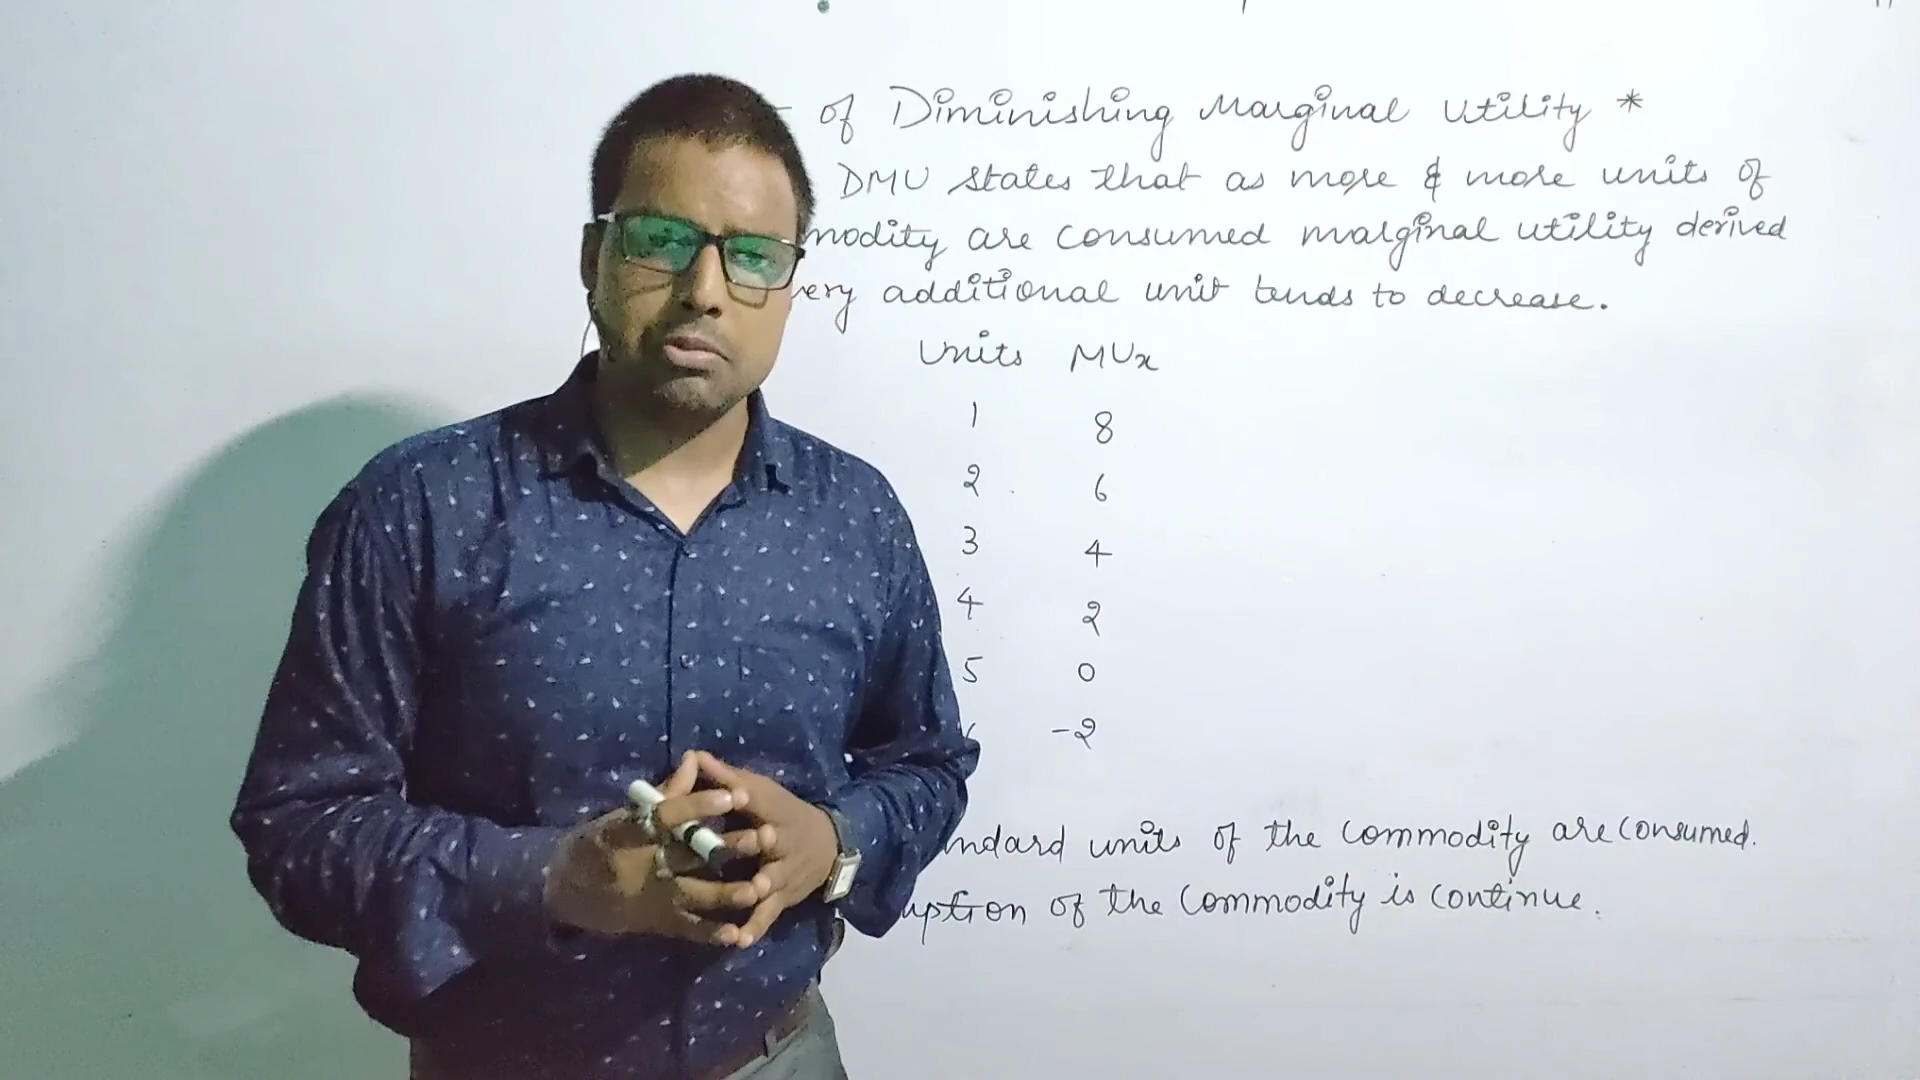 of Diminishing Marginal Utility *
DMU states that as more & more units of
modity are consumed marginal utility derived
very additional unit tends to decrease.
Units MUx
1 8
2 6
3 4
4 2
5 0
-2
ndard units of the commodity are consumed.
uption of the commodity is continue.